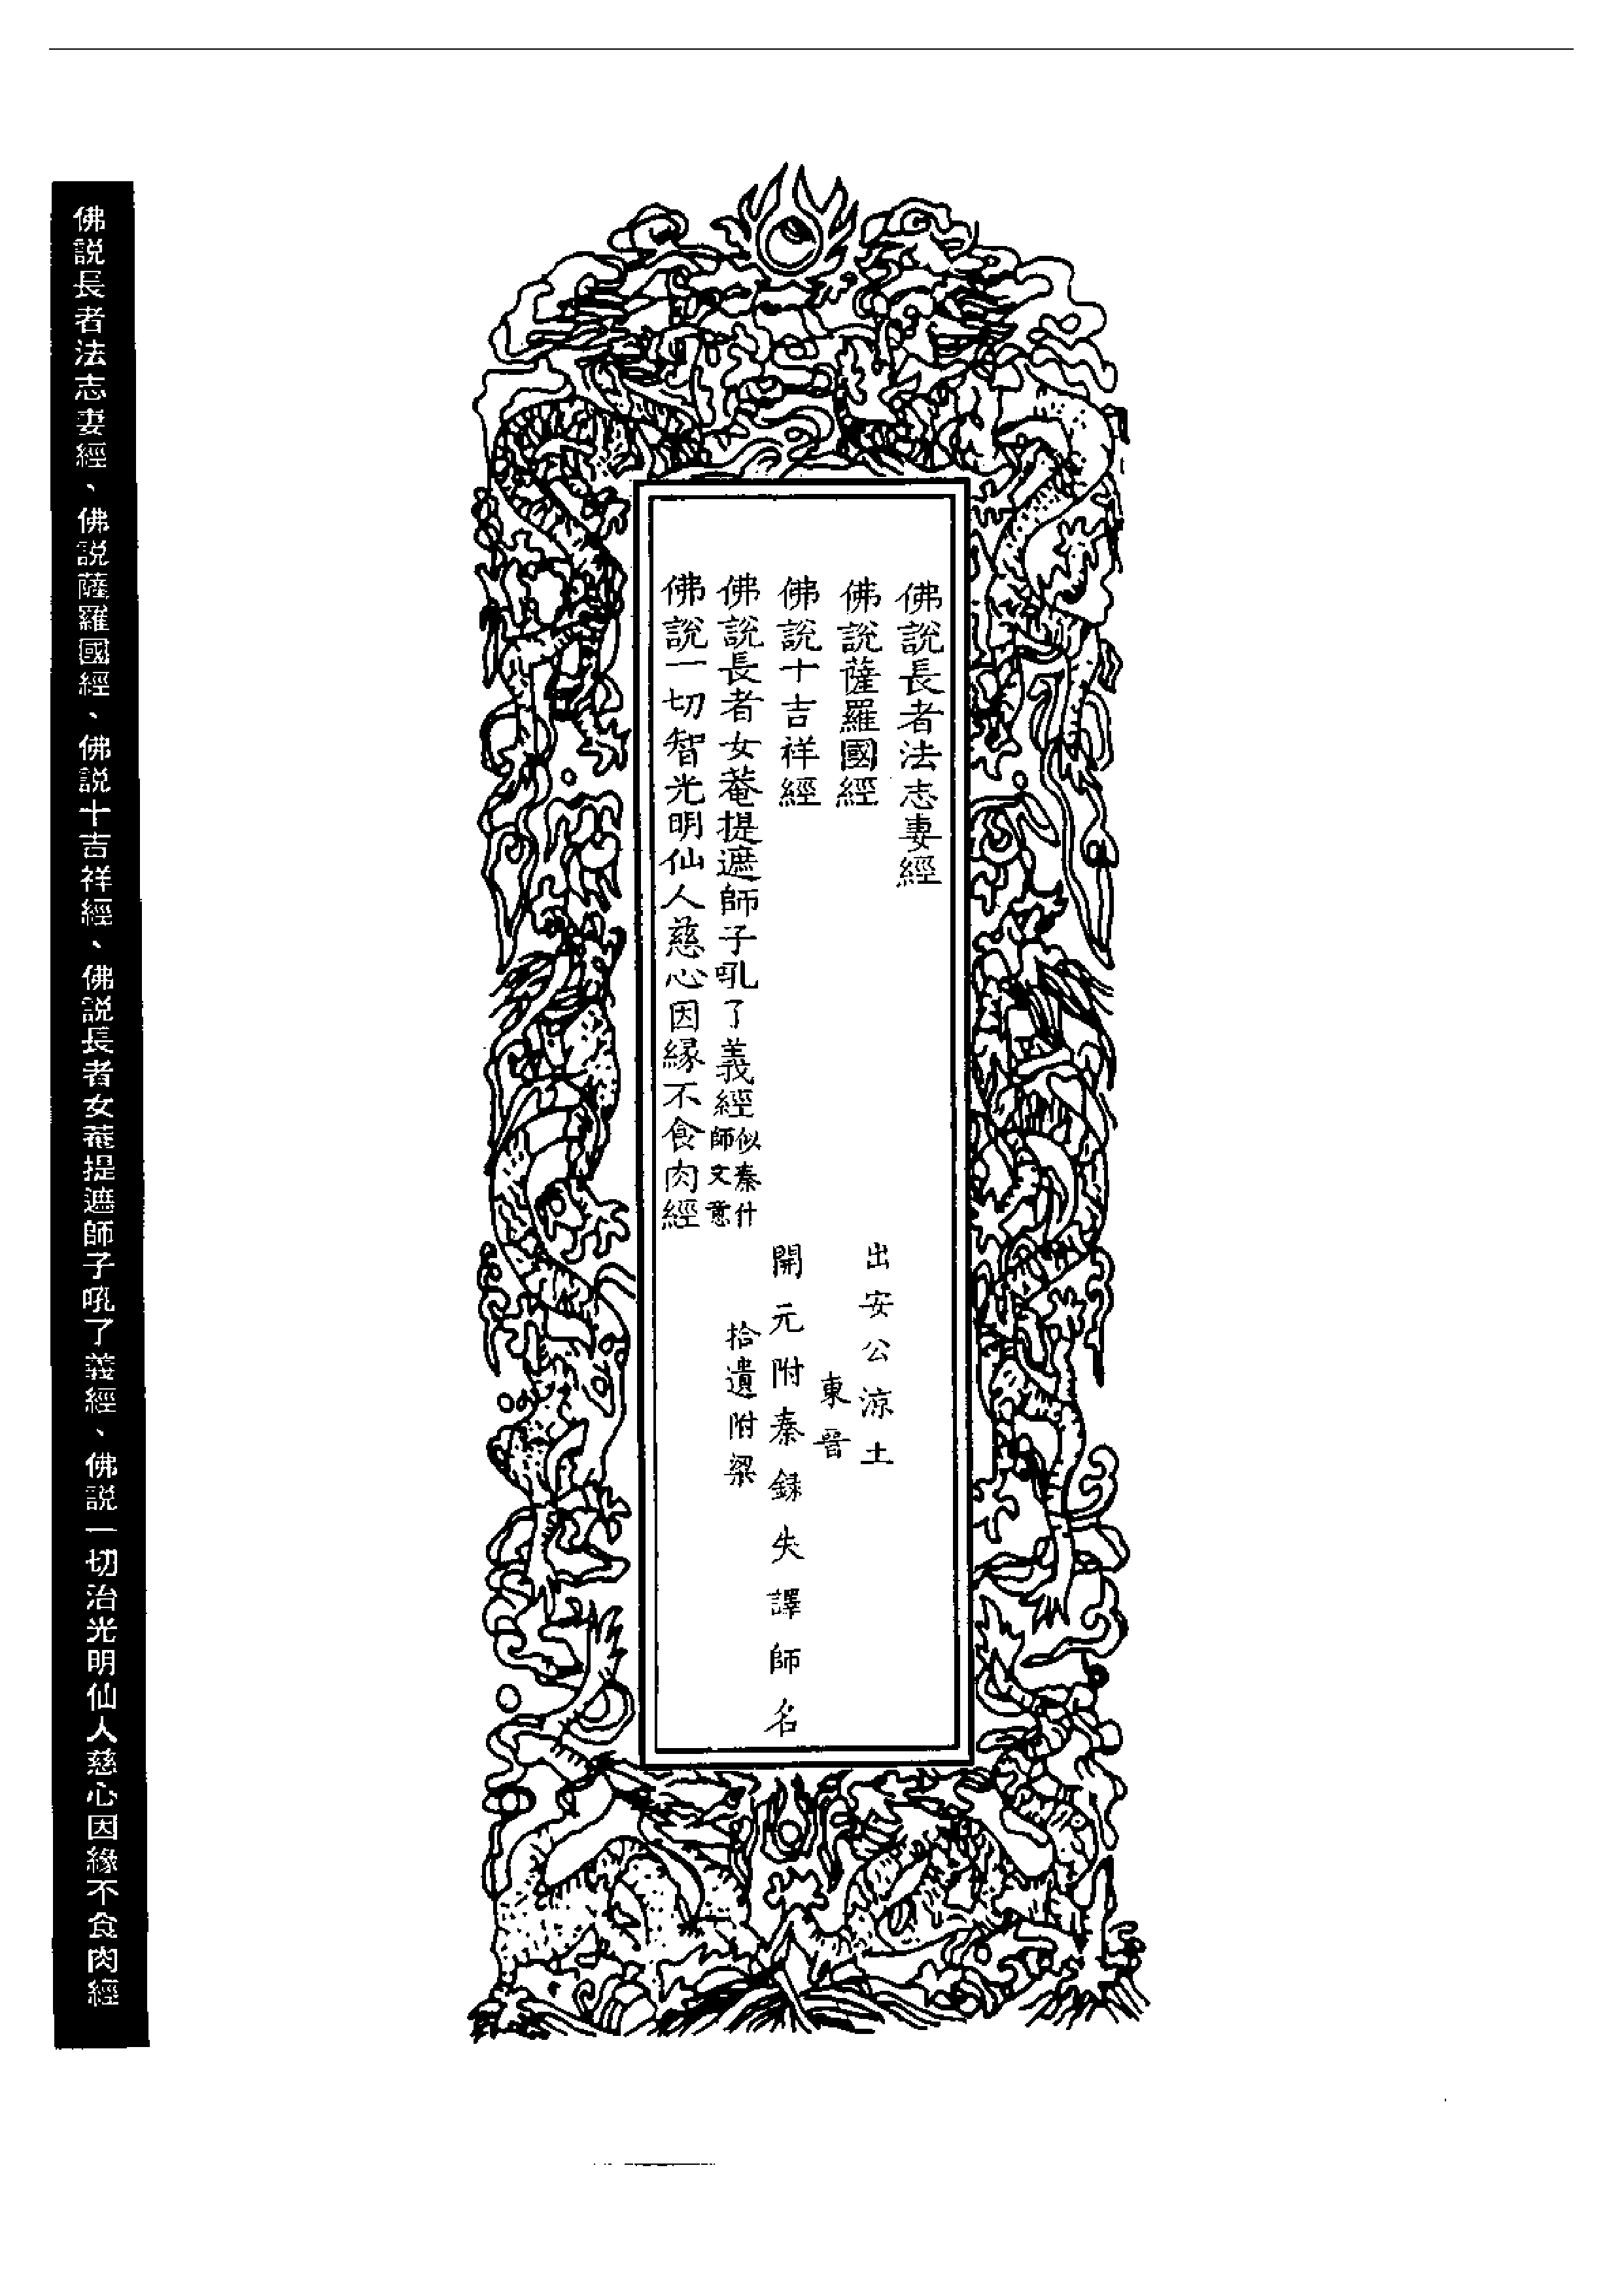 佛說長者法志妻經
出安公涼土
佛說薩羅國經
東晉
佛說十吉祥經
開元附秦錄失譯師名
佛說長者女菴提遮師子吼了義經似秦什師文意
拾遺附梁
佛說一切智光明仙人慈心因緣不食肉經
佛説長者法志妻經、佛説薩羅國經、佛説十吉祥經、佛説長者女菴提遮師子吼了義經、佛説一切治光明仙人慈心因緣不食肉經